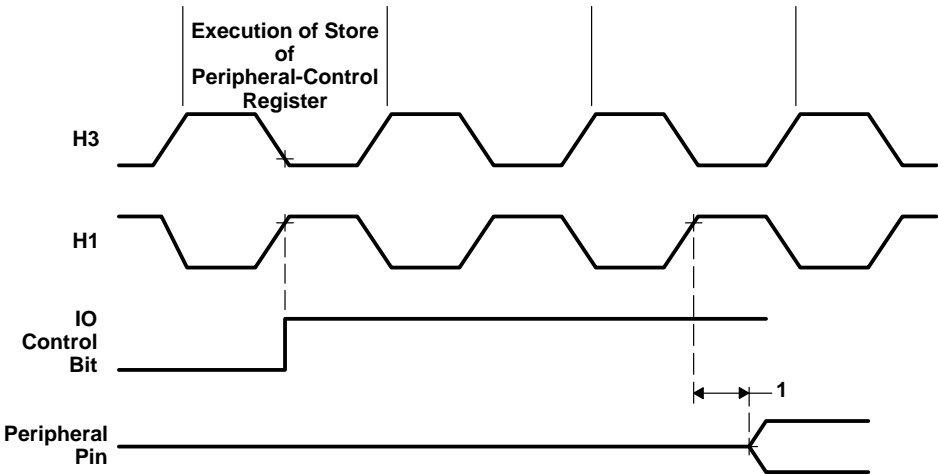 Execution of Store
of
Peripheral-Control
Register
H3
H1
IO
Control
Bit
1
Peripheral
Pin